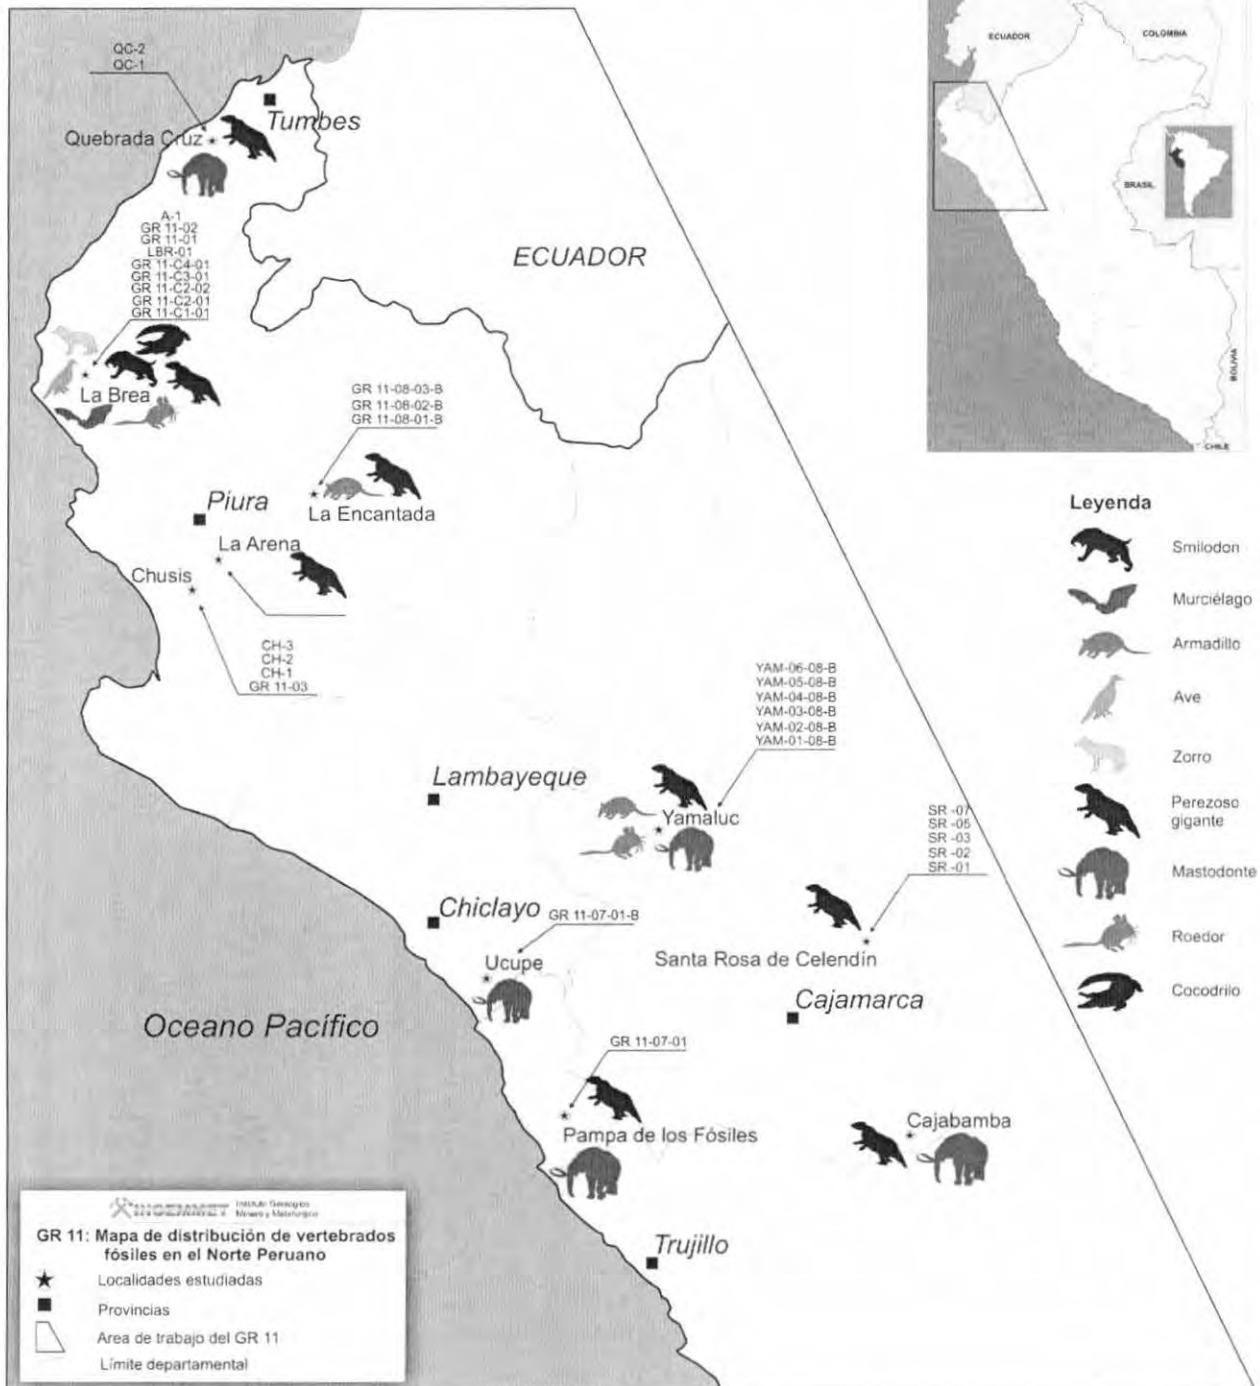 QC-2
QC-1
Tumbes
Quebrada Cruz
A-1
GR 11-02
GR 11-01
LBR-01
GR 11-C4-01
GR 11-C3-01
GR 11-C2-02
GR 11-C2-01
GR 11-C1-01
La Brea
ECUADOR
GR 11-08-03-B
GR 11-08-02-B
GR 11-08-01-B
La Encantada
Piura
La Arena
Chusis
CH-3
CH-2
CH-1
GR 11-03
YAM-06-08-B
YAM-05-08-B
YAM-04-08-B
YAM-03-08-B
YAM-02-08-B
YAM-01-08-B
Lambayeque
Yamaluc
SR -07
SR -05
SR -03
SR -02
SR -01
Chiclayo
GR 11-07-01-B
Ucupe
Santa Rosa de Celendín
Cajamarca
Oceano Pacífico
GR 11-07-01
Pampa de los Fósiles
Cajabamba
Trujillo
ECUADOR
COLOMBIA
BRASIL
BOLIVIA
CHILE
Leyenda
Smilodon
Murciélago
Armadillo
Ave
Zorro
Perezoso
gigante
Mastodonte
Roedor
Cocodrilo
INGEMMET
Instituto Geológico
Minero y Metalúrgico
GR 11: Mapa de distribución de vertebrados
fósiles en el Norte Peruano
Localidades estudiadas
Provincias
Area de trabajo del GR 11
Límite departamental